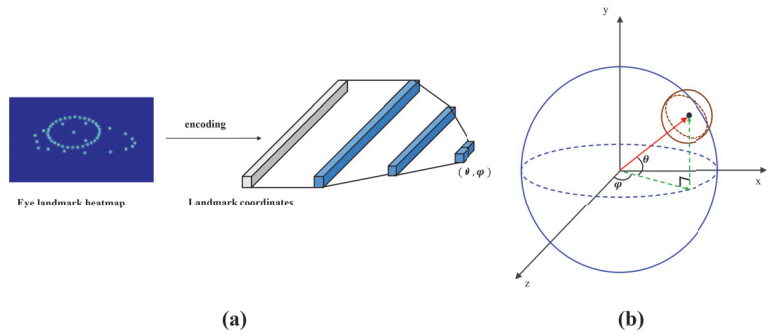 encoding
(θ,φ)
Eye landmark heatmap
Landmark coordinates
(a)
y
θ
φ
x
z
(b)